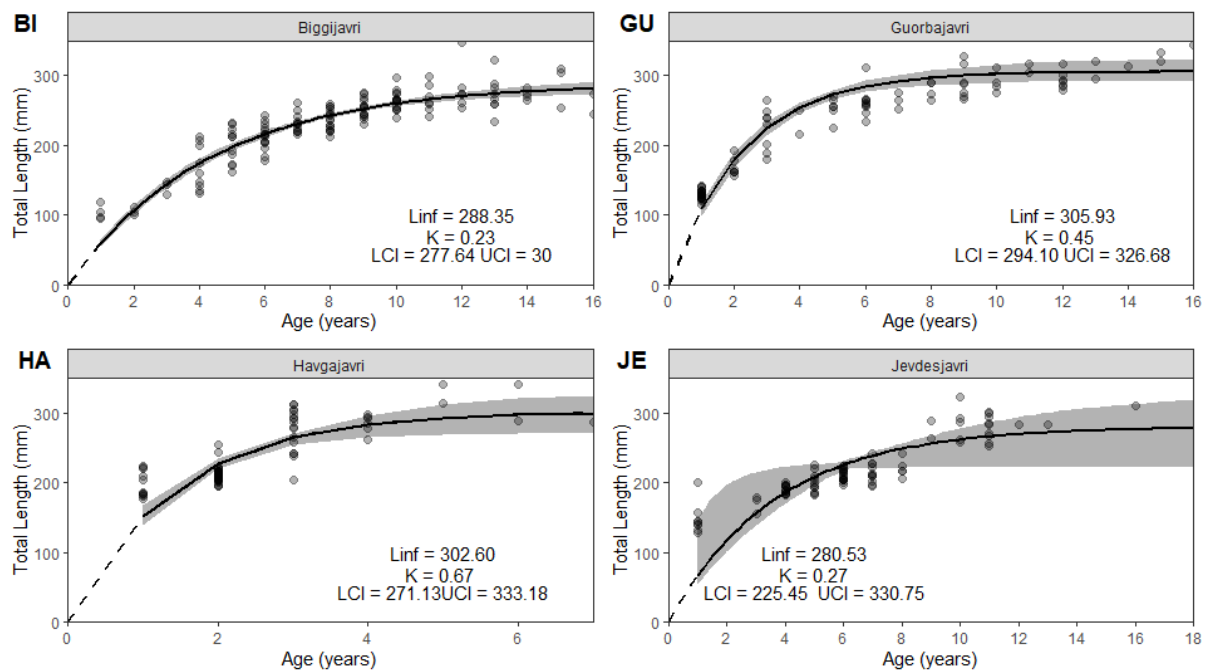 BI
Biggijavri
Total Length (mm)
300
200
100
0
Linf = 288.35
K = 0.23
LCI = 277.64 UCI = 30
0 2 4 6 8 10 12 14 16
Age (years)
GU
Guorbajavri
Total Length (mm)
300
200
100
0
Linf = 305.93
K = 0.45
LCI = 294.10 UCI = 326.68
0 2 4 6 8 10 12 14 16
Age (years)
HA
Havgajavri
Total Length (mm)
300
200
100
0
Linf = 302.60
K = 0.67
LCI = 271.13UCI = 333.18
0 2 4 6
Age (years)
JE
Jevdesjavri
Total Length (mm)
300
200
100
0
Linf = 280.53
K = 0.27
LCI = 225.45 UCI = 330.75
0 2 4 6 8 10 12 14 16 18
Age (years)